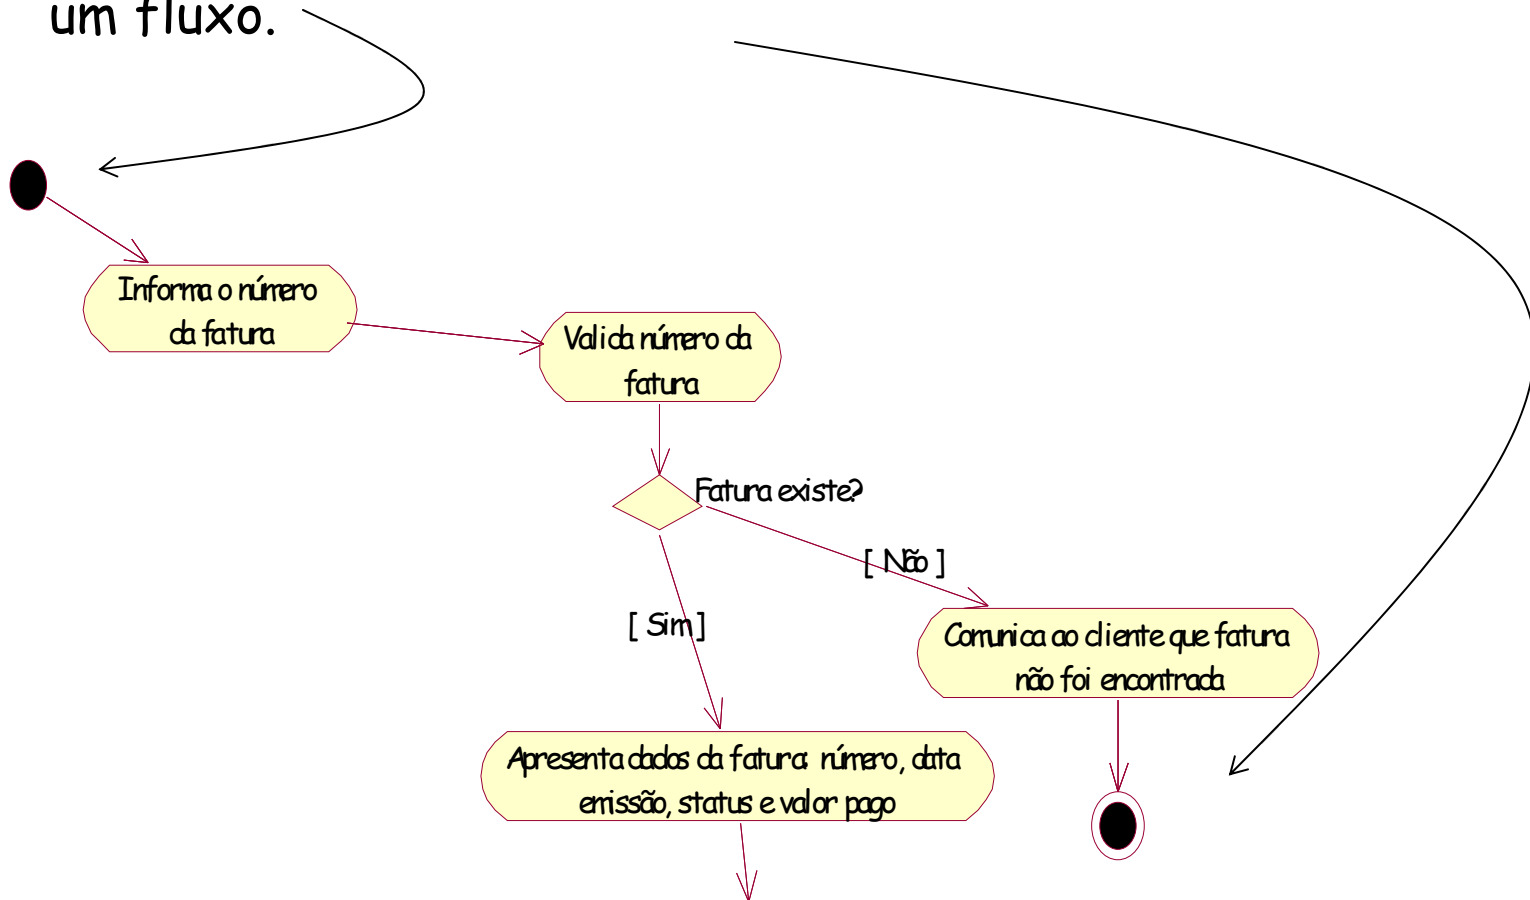 um fluxo.
Informa o número
da fatura
Valida número da
fatura
Fatura existe?
[ Não ]
[ Sim ]
Comunica ao cliente que fatura
não foi encontrada
Apresenta dados da fatura: número, data
emissão, status e valor pago